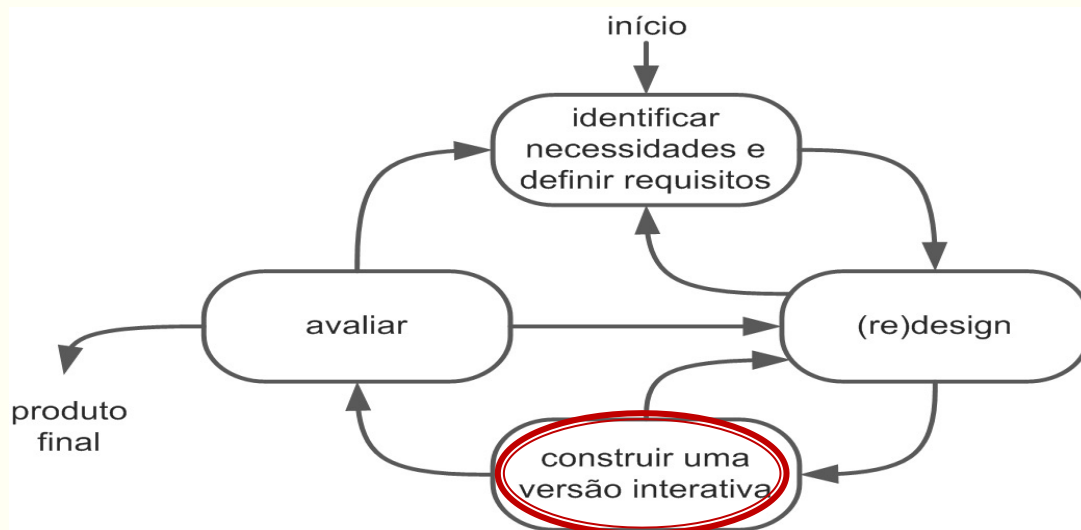 início
identificar
necessidades e
definir requisitos
avaliar
(re)design
produto
final
construir uma
versão interativa